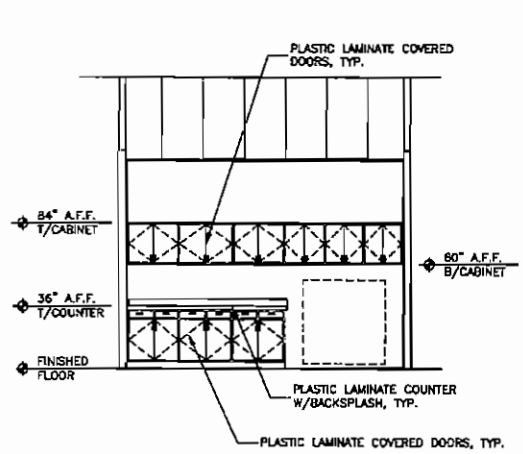 PLASTIC LAMINATE COVERED
DOORS, TYP.
84" A.F.F.
T/CABINET
60" A.F.F.
B/CABINET
36" A.F.F.
T/COUNTER
FINISHED
FLOOR
PLASTIC LAMINATE COUNTER
W/BACKSPLASH, TYP.
PLASTIC LAMINATE COVERED DOORS, TYP.